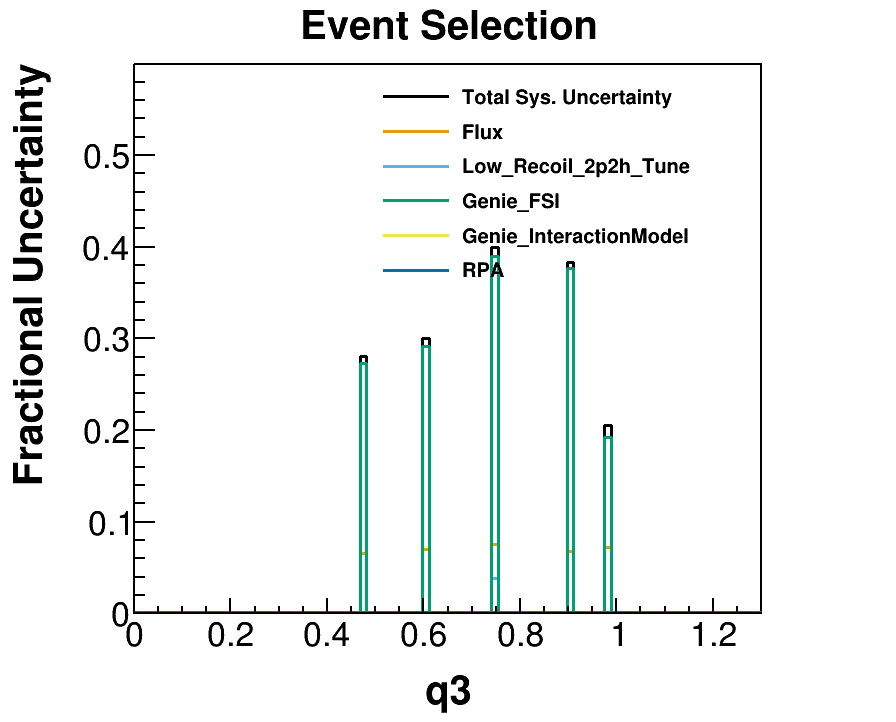 Event Selection
Fractional Uncertainty
Total Sys. Uncertainty
Flux
Low_Recoil_2p2h_Tune
Genie_FSI
Genie_InteractionModel
RPA
0.5
0.4
0.3
0.2
0.1
0
0 0.2 0.4 0.6 0.8 1 1.2
q3